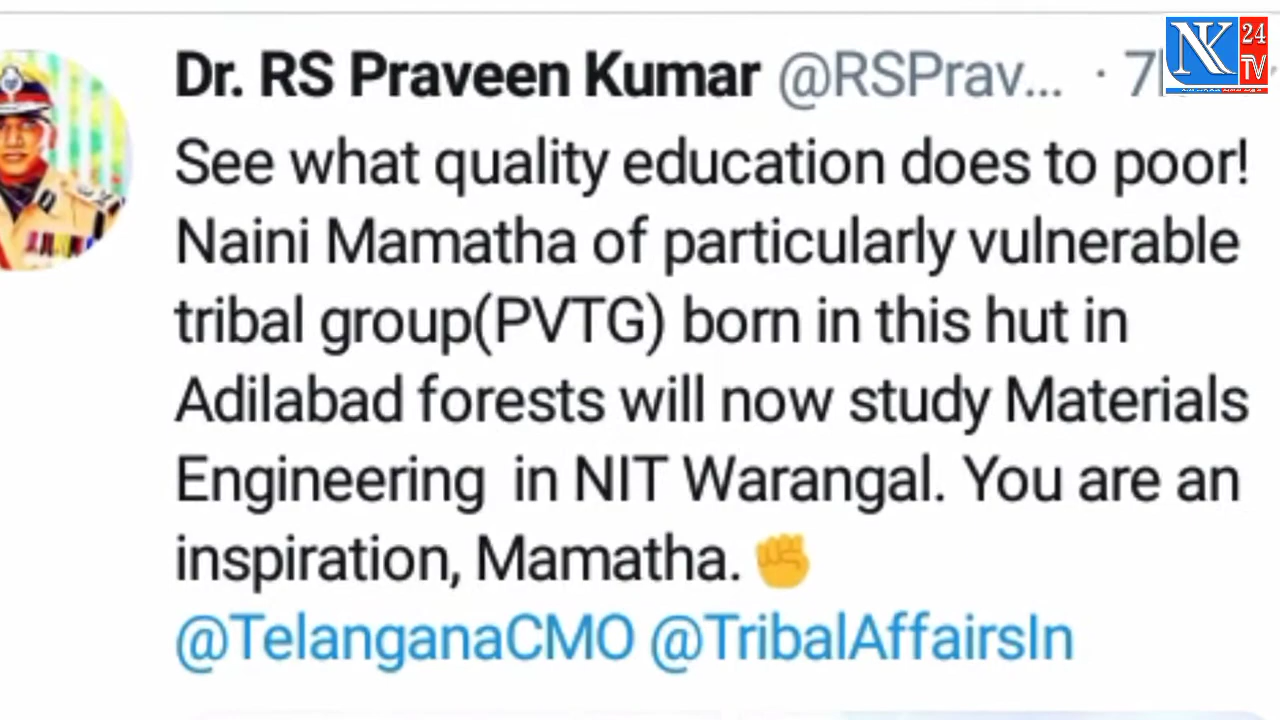 Dr. RS Praveen Kumar @RSPrav... · 7
NK 24 TV
See what quality education does to poor!
Naini Mamatha of particularly vulnerable
tribal group(PVTG) born in this hut in
Adilabad forests will now study Materials
Engineering in NIT Warangal. You are an
inspiration, Mamatha. ✊
@TelanganaCMO @TribalAffairsIn